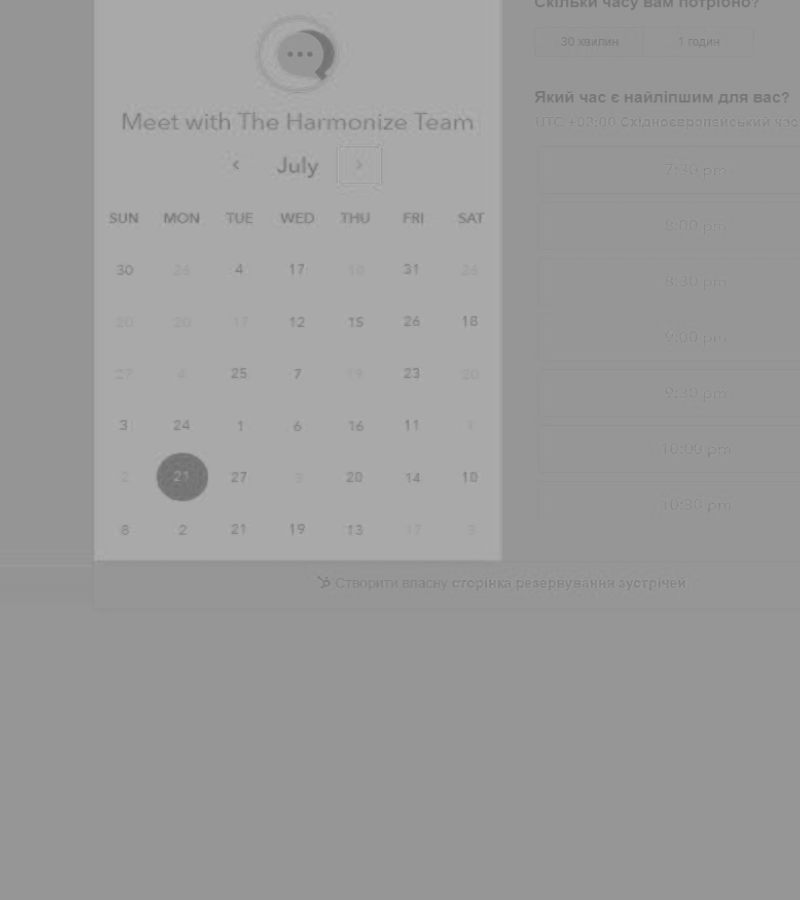 Meet with The Harmonize Team
July
SUN MON TUE WED THU FRI SAT
30 26 4 17 10 31 26
20 20 17 12 15 26 18
27 4 25 7 19 23 20
3 24 1 6 16 11 1
2 21 27 3 20 14 10
8 2 21 19 13 17 3
Скільки часу вам потрібно?
30 хвилин 1 годин
Який час є найліпшим для вас?
UTC +03:00 Східноєвропейський час
7:30 pm
8:00 pm
8:30 pm
9:00 pm
9:30 pm
10:00 pm
10:30 pm
Створити власну сторінка резервування зустрічей